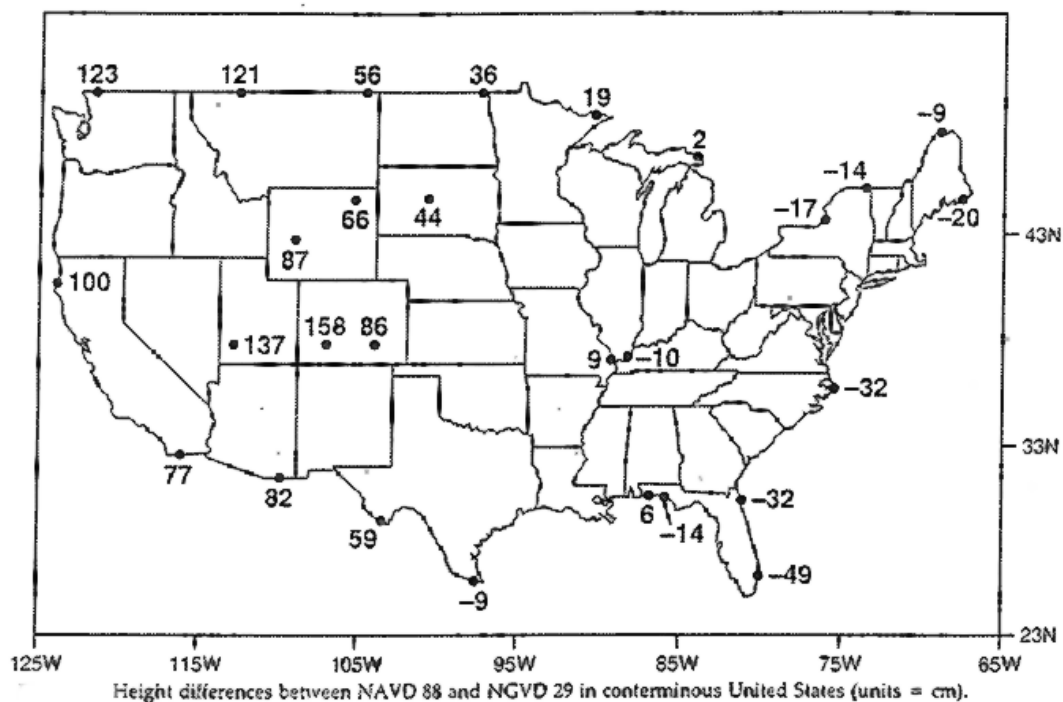 123 121 56 36
19
-9
2
-14
66 44 -17 -20
43N
87
100
137 158 86
9 -10
-32
33N
77
82 6 -32
59 -14
-49
-9
23N
125W 115W 105W 95W 85W 75W 65W
Height differences between NAVD 88 and NGVD 29 in conterminous United States (units = cm).